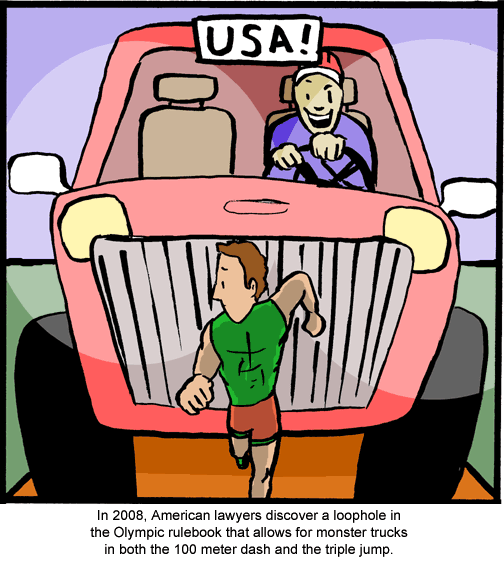 USA!
In 2008, American lawyers discover a loophole in
the Olympic rulebook that allows for monster trucks
in both the 100 meter dash and the triple jump.